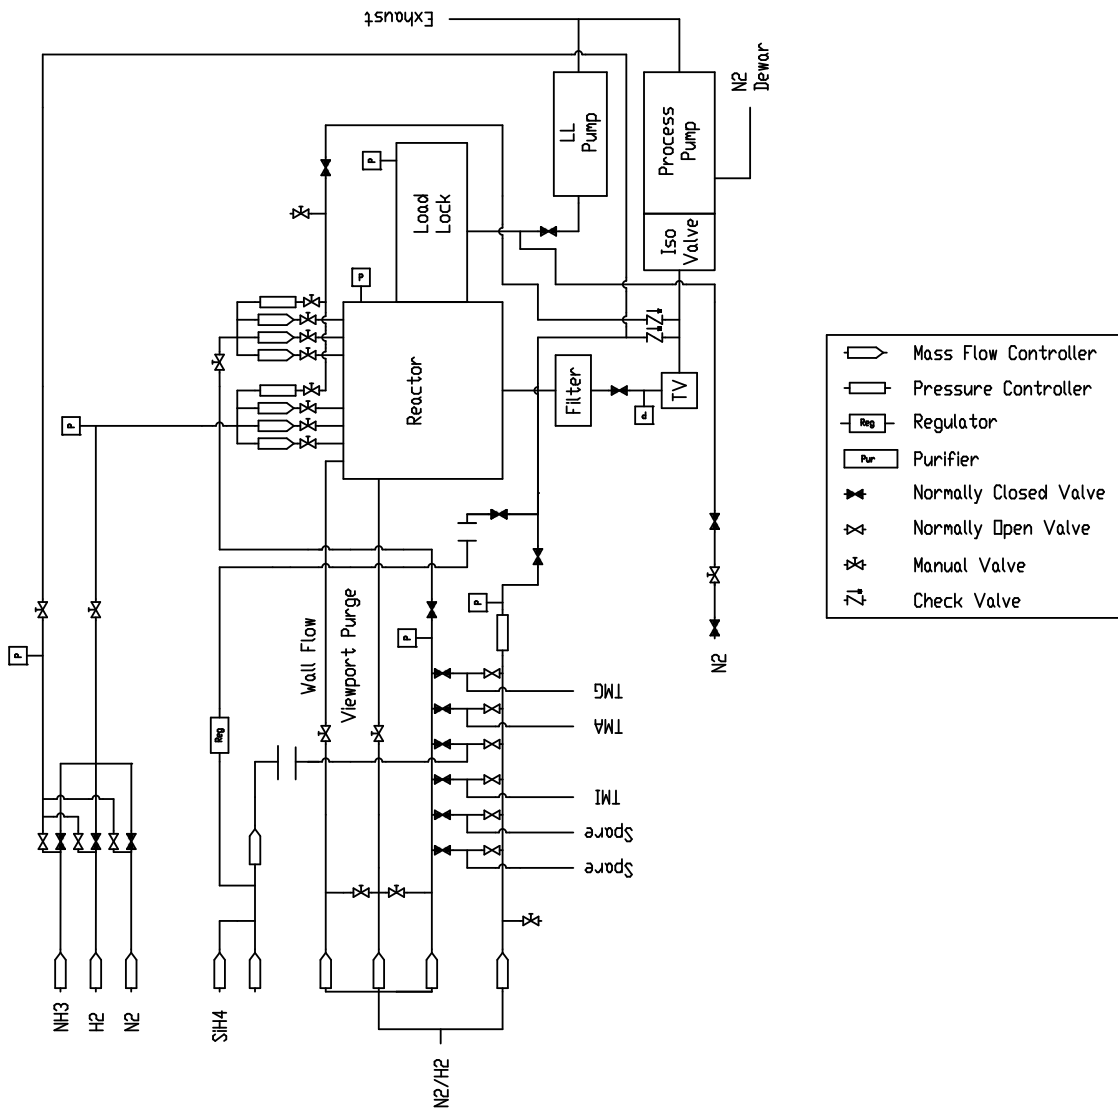 Exhaust
N2
Dewar
LL
Pump
Process
Pump
P
Load
Lock
Iso
Valve
P
Reactor
Filter
TV
P
P
Mass Flow Controller
Pressure Controller
Reg
Regulator
Pur
Purifier
Normally Closed Valve
Normally Open Valve
Manual Valve
Check Valve
P
P
P
Wall Flow
Viewport Purge
N2
Reg
TMG
TMA
TMI
Spare
Spare
NH3
H2
N2
SiH4
N2/H2